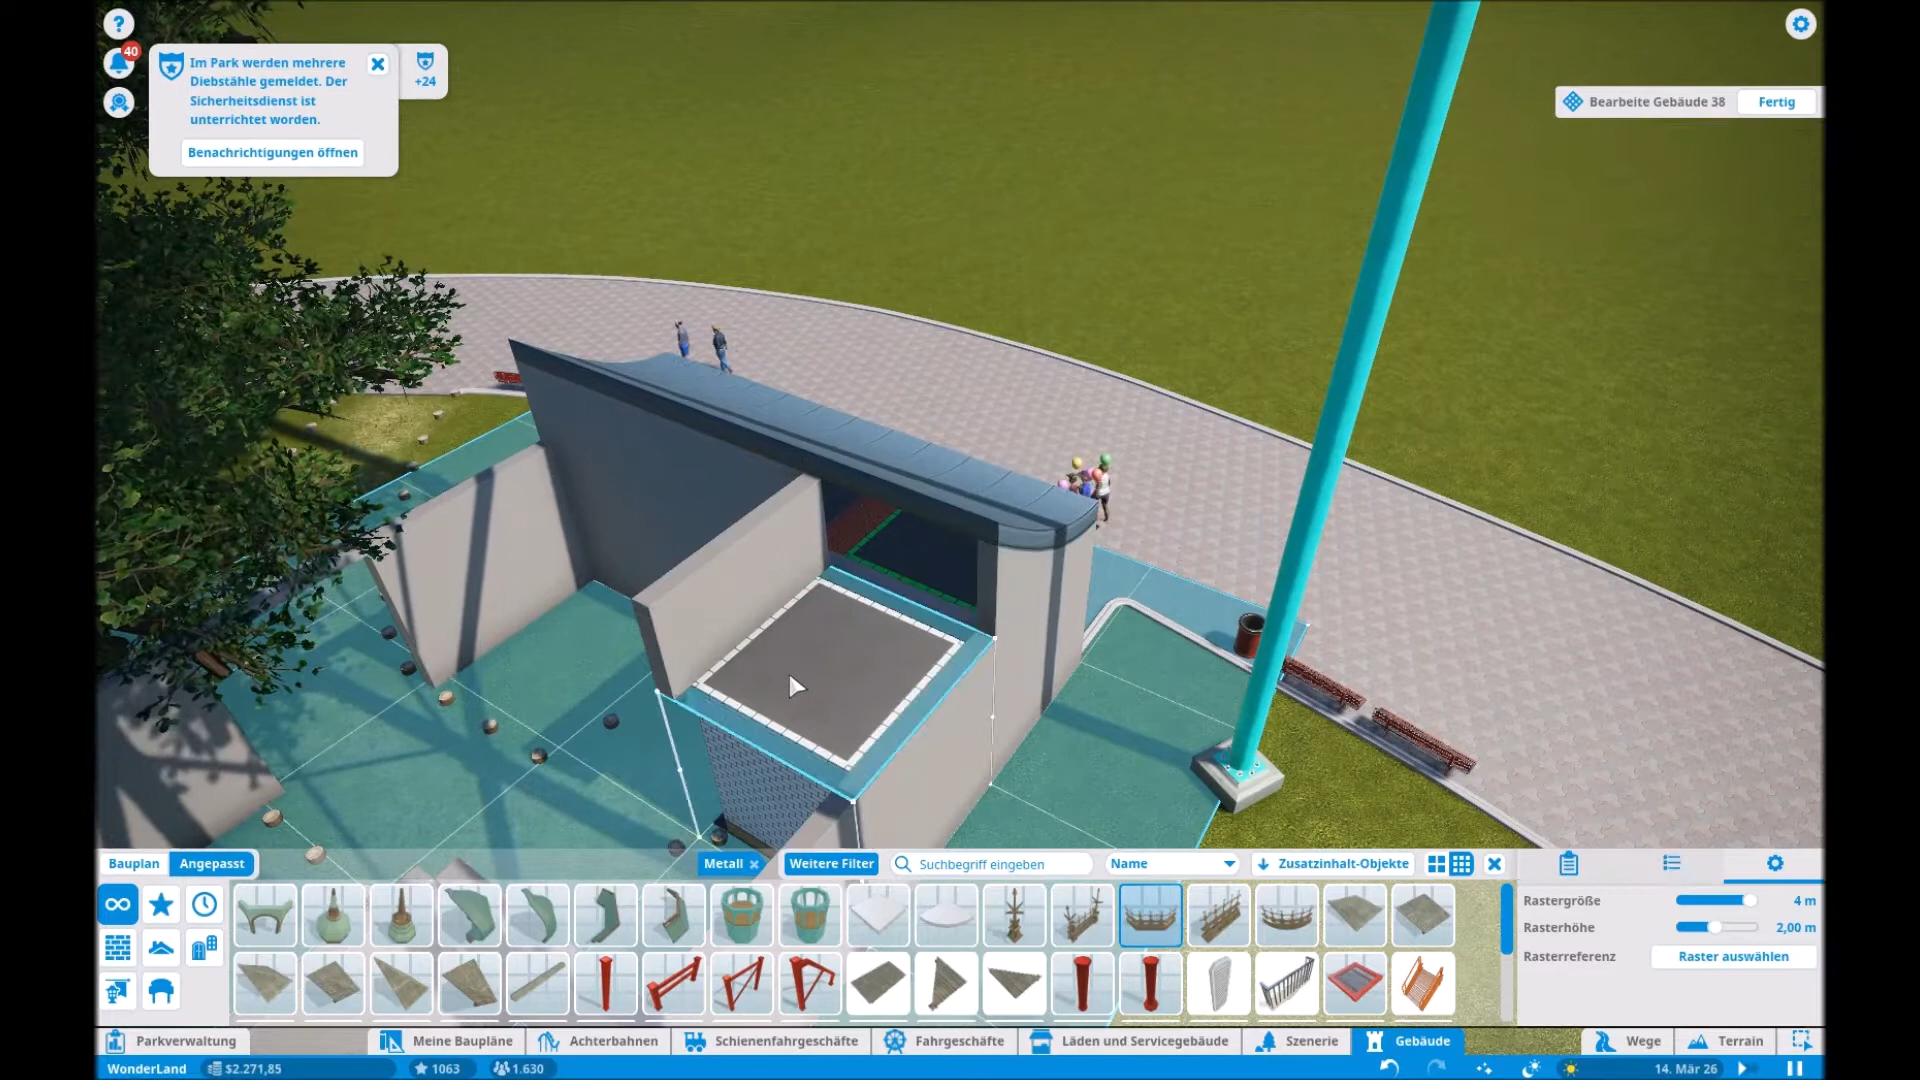 ?
40
Im Park werden mehrere
Diebstähle gemeldet. Der
Sicherheitsdienst ist
unterrichtet worden.
Benachrichtigungen öffnen
+24
Bearbeite Gebäude 38
Fertig
Bauplan
Angepasst
Metall
Weitere Filter
Suchbegriff eingeben
Name
Zusatzinhalt-Objekte
Rastergröße
4 m
Rasterhöhe
2,00 m
Rasterreferenz
Raster auswählen
Parkverwaltung
Meine Baupläne
Achterbahnen
Schienenfahrgeschäfte
Fahrgeschäfte
Läden und Servicegebäude
Szenerie
Gebäude
Wege
Terrain
WonderLand
$2.271,85
1063
1.630
14. Mär 26